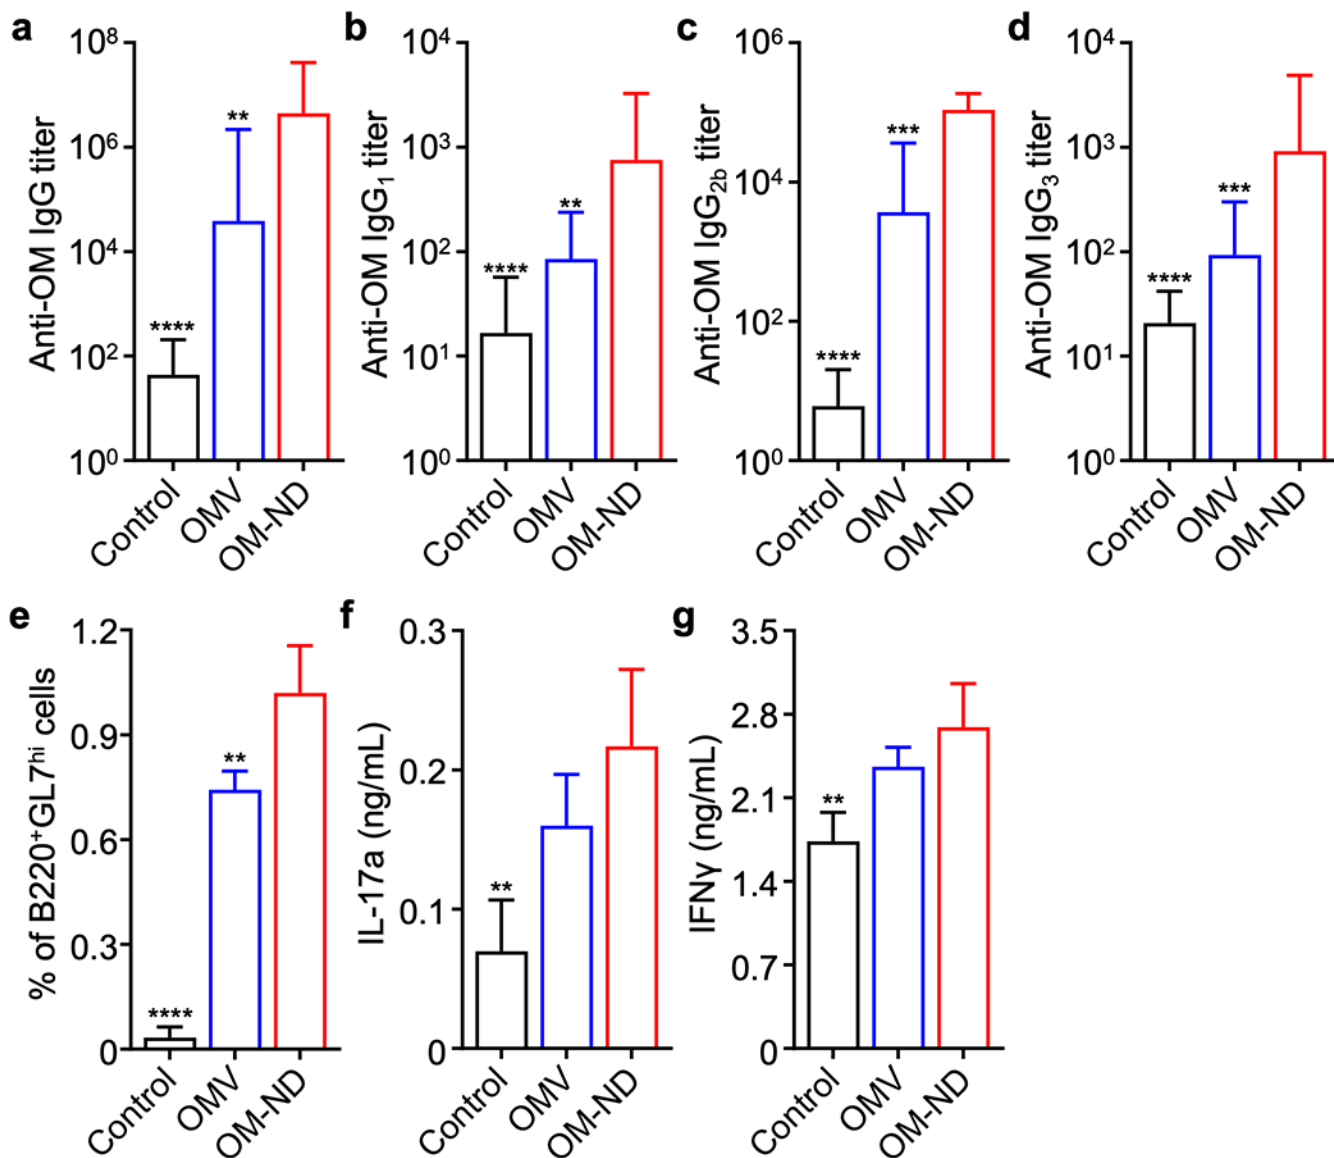 a
Anti-OM IgG titer
10⁸
10⁶
10⁴
10²
10⁰
****
**
Control
OMV
OM-ND
b
Anti-OM IgG₁ titer
10⁴
10³
10²
10¹
10⁰
****
**
Control
OMV
OM-ND
c
Anti-OM IgG₂b titer
10⁶
10⁴
10²
10⁰
****
***
Control
OMV
OM-ND
d
Anti-OM IgG₃ titer
10⁴
10³
10²
10¹
10⁰
****
***
Control
OMV
OM-ND
e
% of B220⁺GL7ʰⁱ cells
1.2
0.9
0.6
0.3
0
****
**
Control
OMV
OM-ND
f
IL-17a (ng/mL)
0.3
0.2
0.1
0
**
Control
OMV
OM-ND
g
IFNγ (ng/mL)
3.5
2.8
2.1
1.4
0.7
0
**
Control
OMV
OM-ND